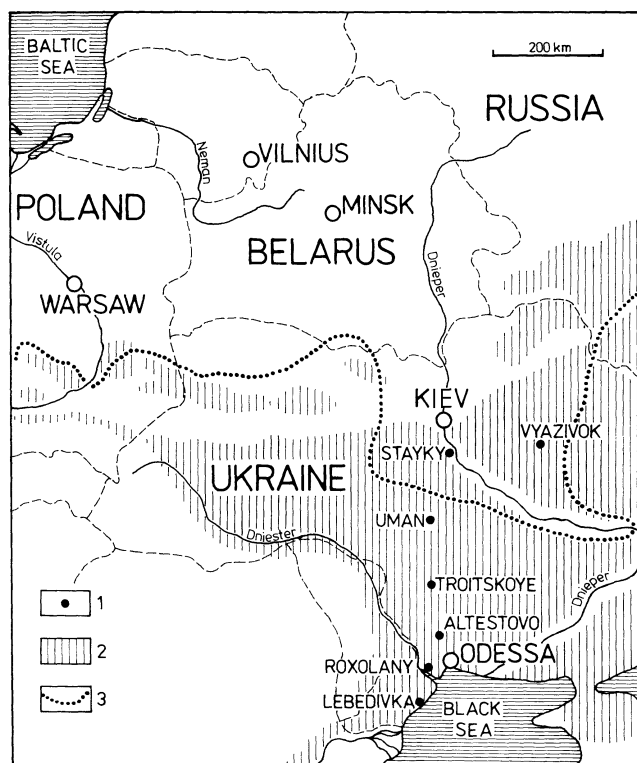 BALTIC
SEA
200 km
RUSSIA
Neman
VILNIUS
POLAND
MINSK
BELARUS
Vistula
Dnieper
WARSAW
KIEV
VYAZIVOK
STAYKY
UKRAINE
UMAN
Dniester
TROITSKOYE
Dnieper
1
ALTESTOVO
2
ODESSA
ROXOLANY
3
LEBEDIVKA
BLACK
SEA